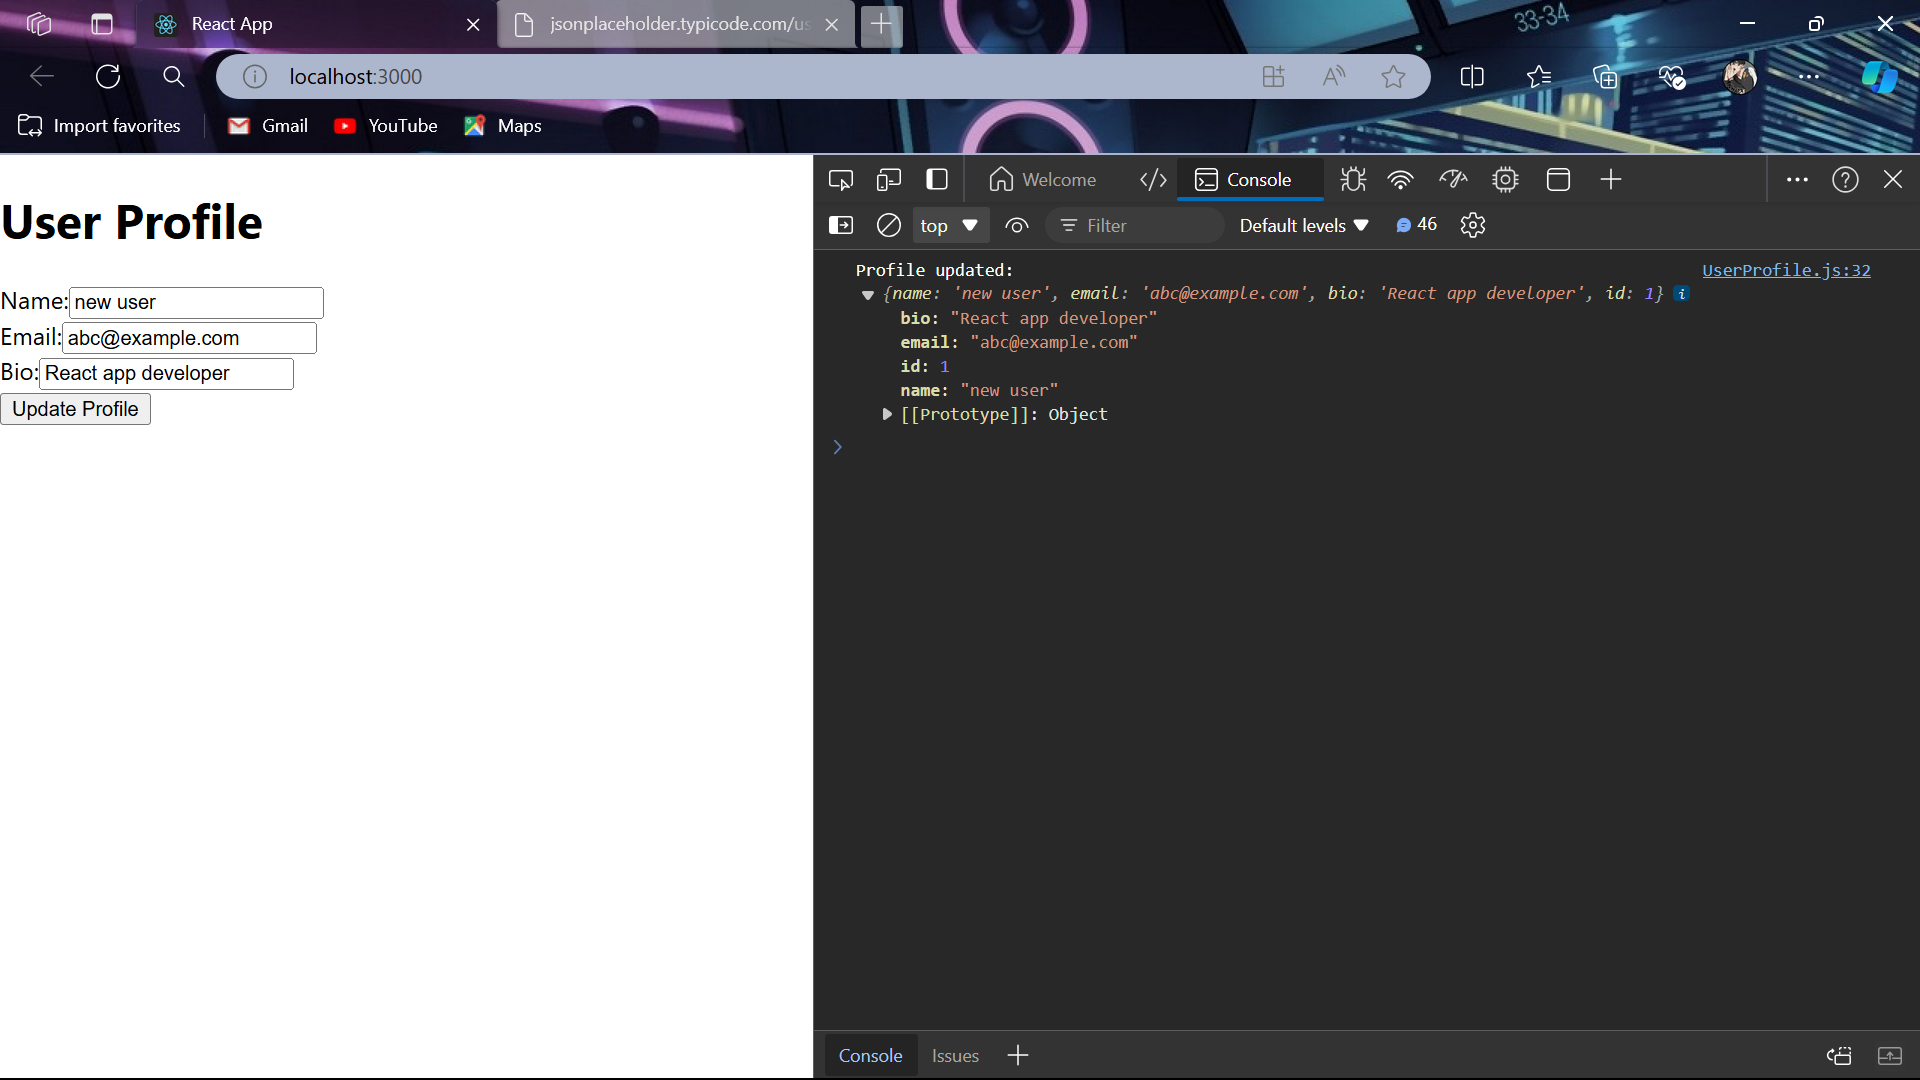 React App
jsonplaceholder.typicode.com/us
33-34
localhost:3000
Import favorites
Gmail
YouTube
Maps
User Profile
Name: new user
Email: abc@example.com
Bio: React app developer
Update Profile
Welcome
Console
top
Filter
Default levels
46
Profile updated:
UserProfile.js:32
{name: 'new user', email: 'abc@example.com', bio: 'React app developer', id: 1}
bio: "React app developer"
email: "abc@example.com"
id: 1
name: "new user"
[[Prototype]]: Object
Console
Issues